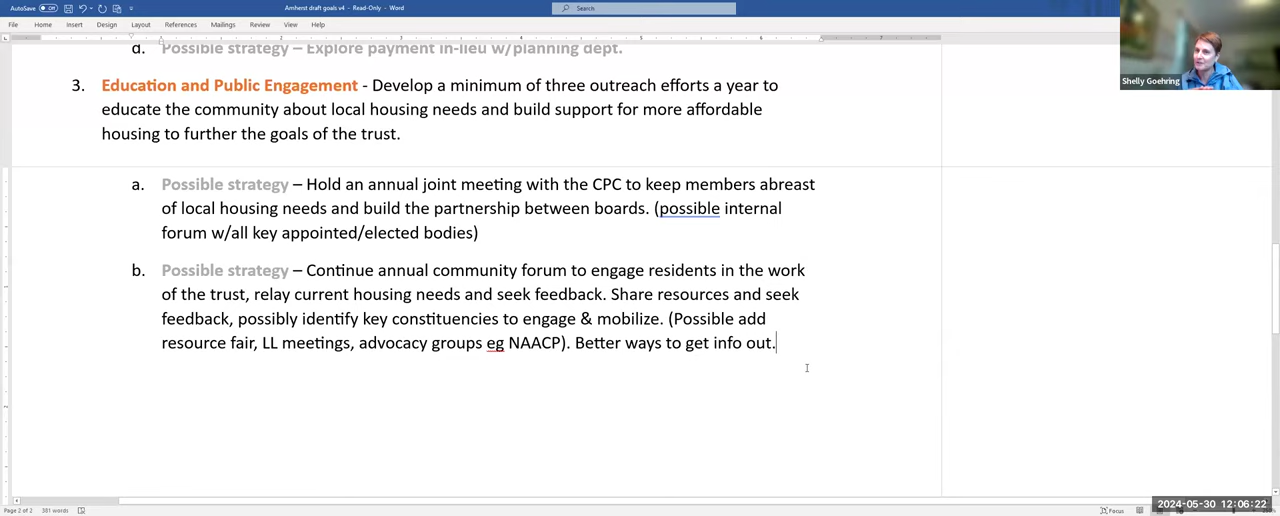 AutoSave Off
Amherst draft goals v4 - Read-Only - Word
Search
File Home Insert Design Layout References Mailings Review View Help
d. Possible strategy – Explore payment in-lieu w/planning dept.
Shelly Goehring
3. Education and Public Engagement - Develop a minimum of three outreach efforts a year to
educate the community about local housing needs and build support for more affordable
housing to further the goals of the trust.
a. Possible strategy – Hold an annual joint meeting with the CPC to keep members abreast
of local housing needs and build the partnership between boards. (possible internal
forum w/all key appointed/elected bodies)
b. Possible strategy – Continue annual community forum to engage residents in the work
of the trust, relay current housing needs and seek feedback. Share resources and seek
feedback, possibly identify key constituencies to engage & mobilize. (Possible add
resource fair, LL meetings, advocacy groups eg NAACP). Better ways to get info out.
2024-05-30 12:06:22
Page 2 of 2 381 words Focus